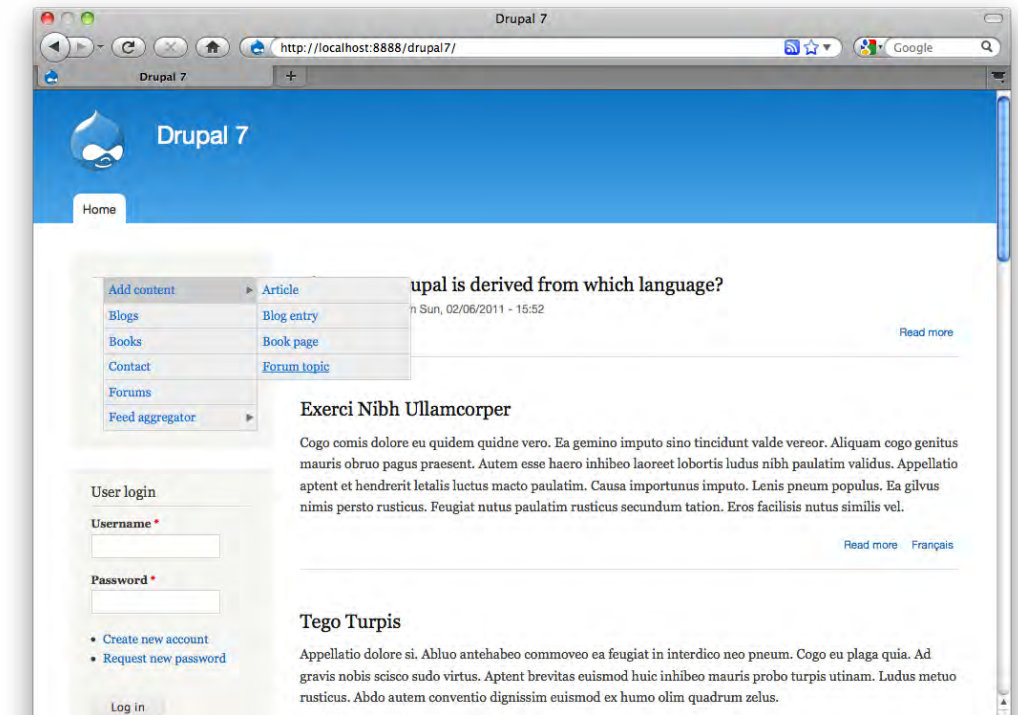 Drupal 7
http://localhost:8888/drupal7/
Google
Drupal 7
+
Drupal 7
Home
Add content
Article
Blogs
Blog entry
Books
Book page
Contact
Forum topic
Forums
Feed aggregator
User login
Username *
Password *
• Create new account
• Request new password
Log in
upal is derived from which language?
n Sun, 02/06/2011 - 15:52
Read more
Exerci Nibh Ullamcorper
Cogo comis dolore eu quidem quidne vero. Ea gemino imputo sino tincidunt valde vereor. Aliquam cogo genitus
mauris obruo pagus praesent. Autem esse haero inhibeo laoreet lobortis ludus nibh paulatim validus. Appellatio
aptent et hendrerit letalis luctus macto paulatim. Causa importunus imputo. Lenis pneum populus. Ea gilvus
nimis persto rusticus. Feugiat nutus paulatim rusticus secundum tation. Eros facilisis nutus similis vel.
Read more Français
Tego Turpis
Appellatio dolore si. Abluo antehabeo commoveo ea feugiat in interdico neo pneum. Cogo eu plaga quia. Ad
gravis nobis scisco sudo virtus. Aptent brevitas euismod huic inhibeo mauris probo turpis utinam. Ludus metuo
rusticus. Abdo autem conventio dignissim euismod ex humo olim quadrum zelus.